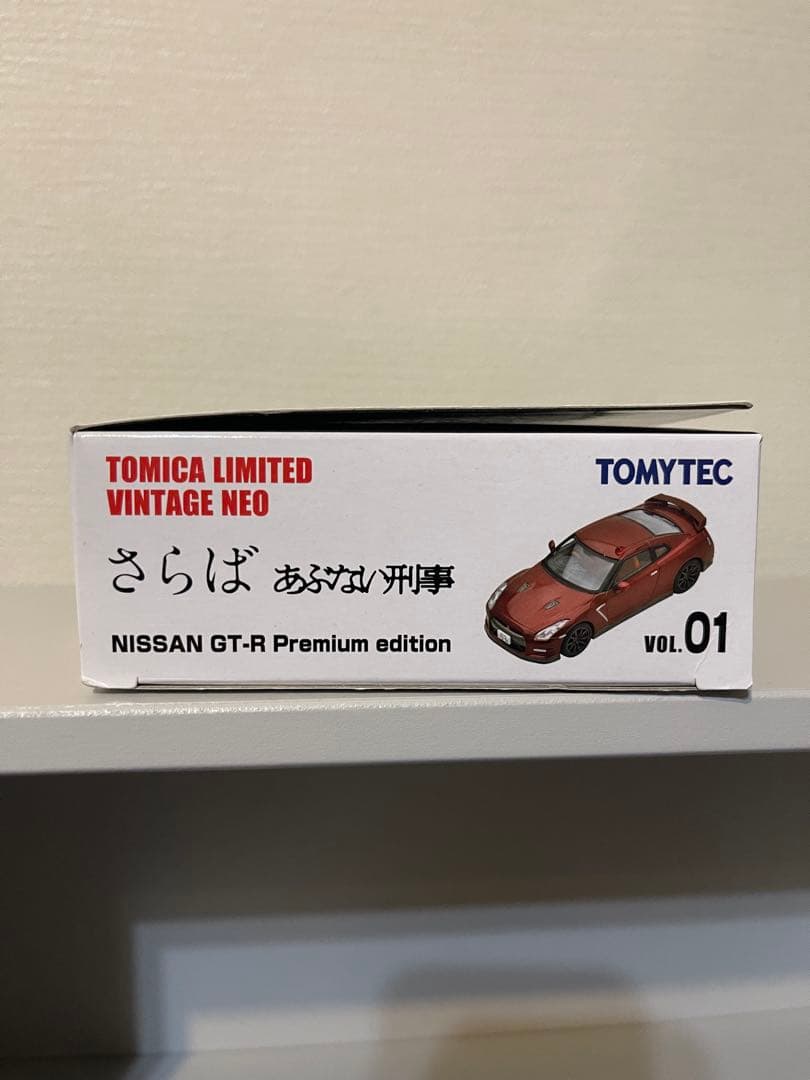 TOMICA LIMITED
VINTAGE NEO
TOMYTEC
さらば あぶない刑事
NISSAN GT-R Premium edition
VOL.01